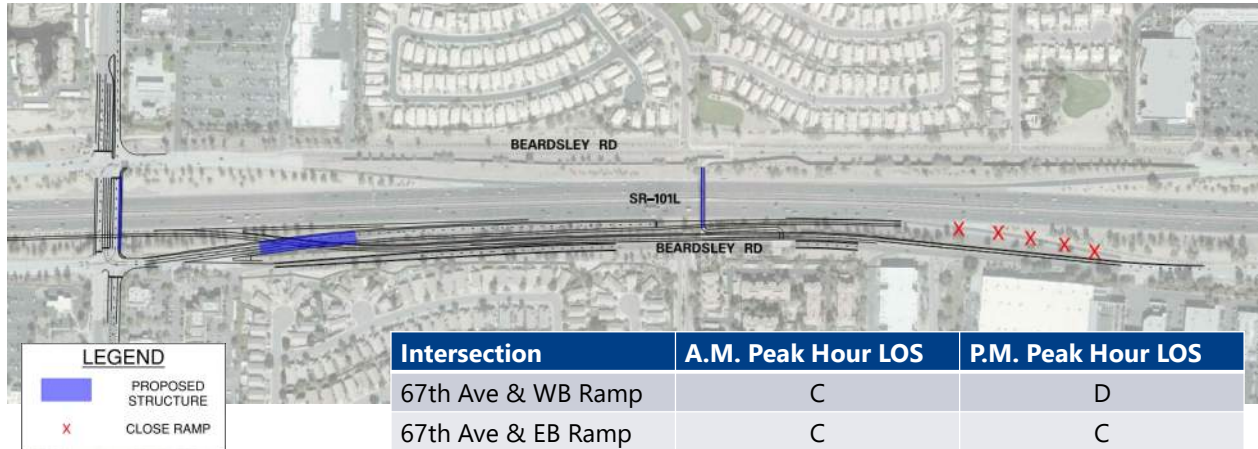 BEARDSLEY RD
SR-101L
BEARDSLEY RD
LEGEND
PROPOSED
STRUCTURE
X CLOSE RAMP
Intersection A.M. Peak Hour LOS P.M. Peak Hour LOS
67th Ave & WB Ramp C D
67th Ave & EB Ramp C C